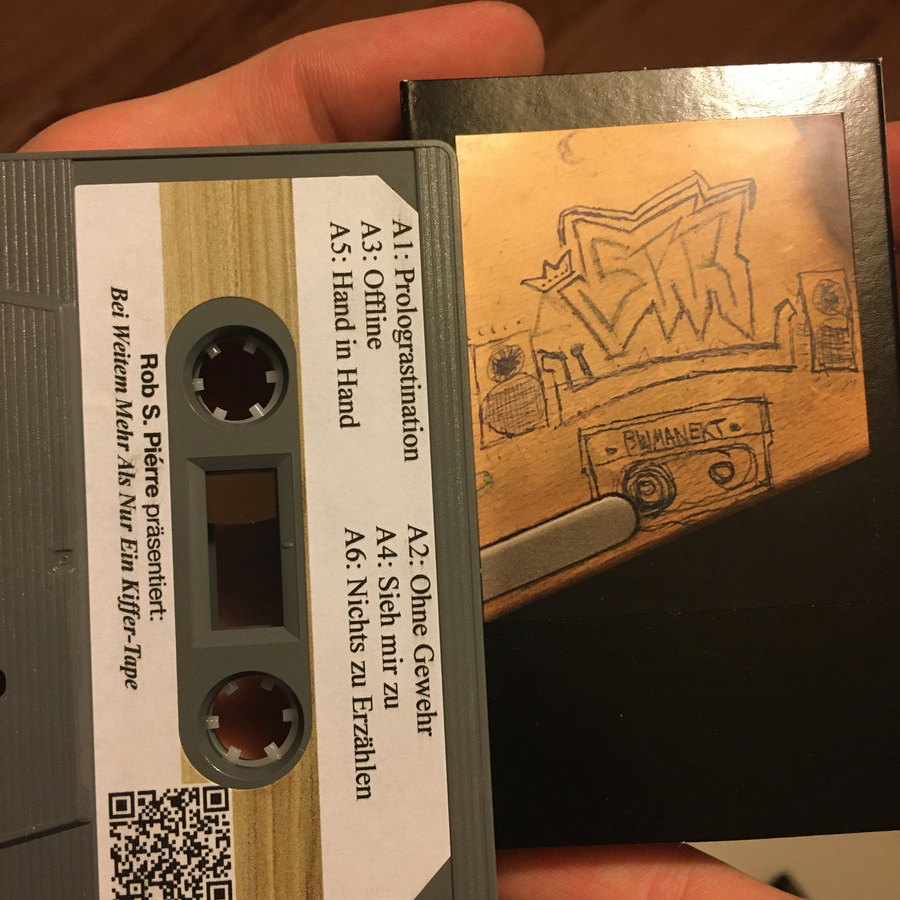 A1: Prolograstination
A2: Ohne Gewehr
A3: Offline
A4: Sieh mir zu
A5: Hand in Hand
A6: Nichts zu Erzählen
Rob S. Piérre präsentiert:
Bei Weitem Mehr Als Nur Ein Kiffer-Tape